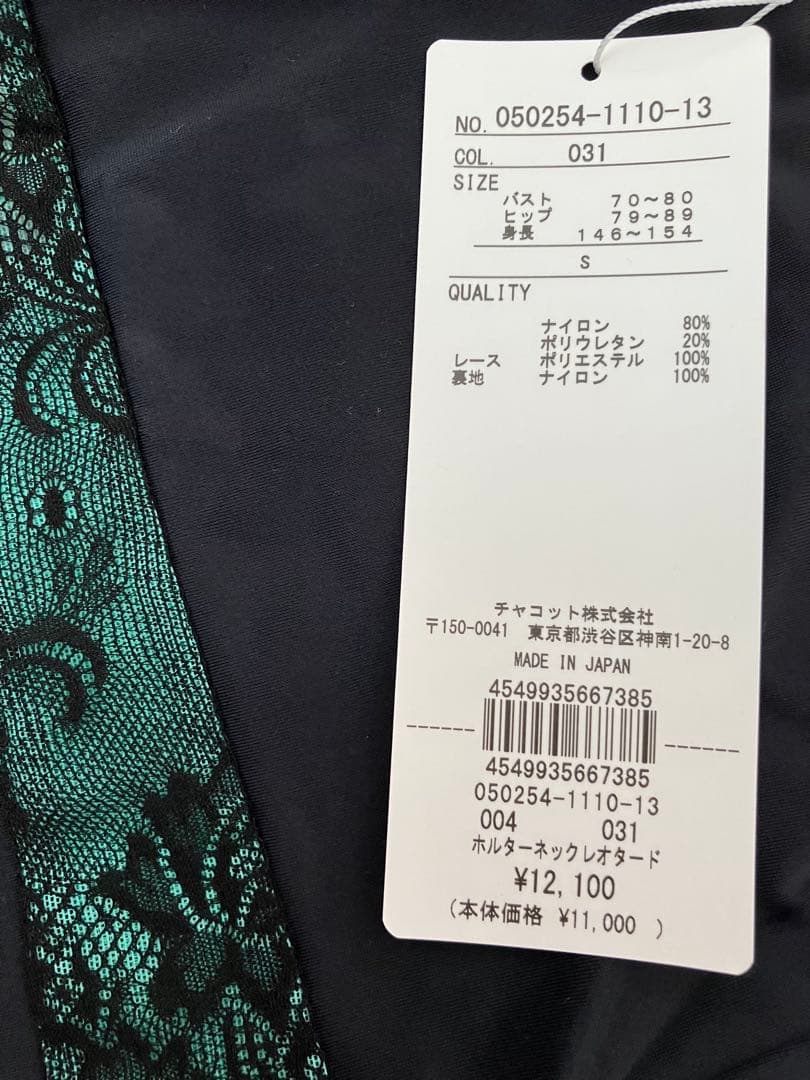 NO. 050254-1110-13
COL. 031
SIZE
バスト 70～80
ヒップ 79～89
身長 146～154
S
QUALITY
ナイロン 80%
ポリウレタン 20%
レース ポリエステル 100%
裏地 ナイロン 100%
チャコット株式会社
〒150-0041 東京都渋谷区神南1-20-8
MADE IN JAPAN
4549935667385
4549935667385
050254-1110-13
004 031
ホルターネックレオタード
¥12,100
(本体価格 ¥11,000 )